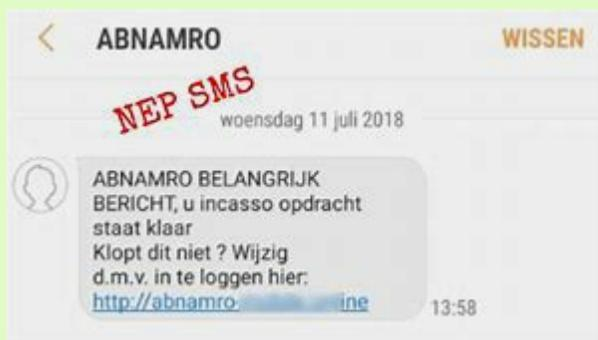 ABNAMRO
WISSEN
NEP SMS
woensdag 11 juli 2018
ABNAMRO BELANGRIJK
BERICHT, u incasso opdracht
staat klaar
Klopt dit niet ? Wijzig
d.m.v. in te loggen hier:
http://abnamro- ine
13:58